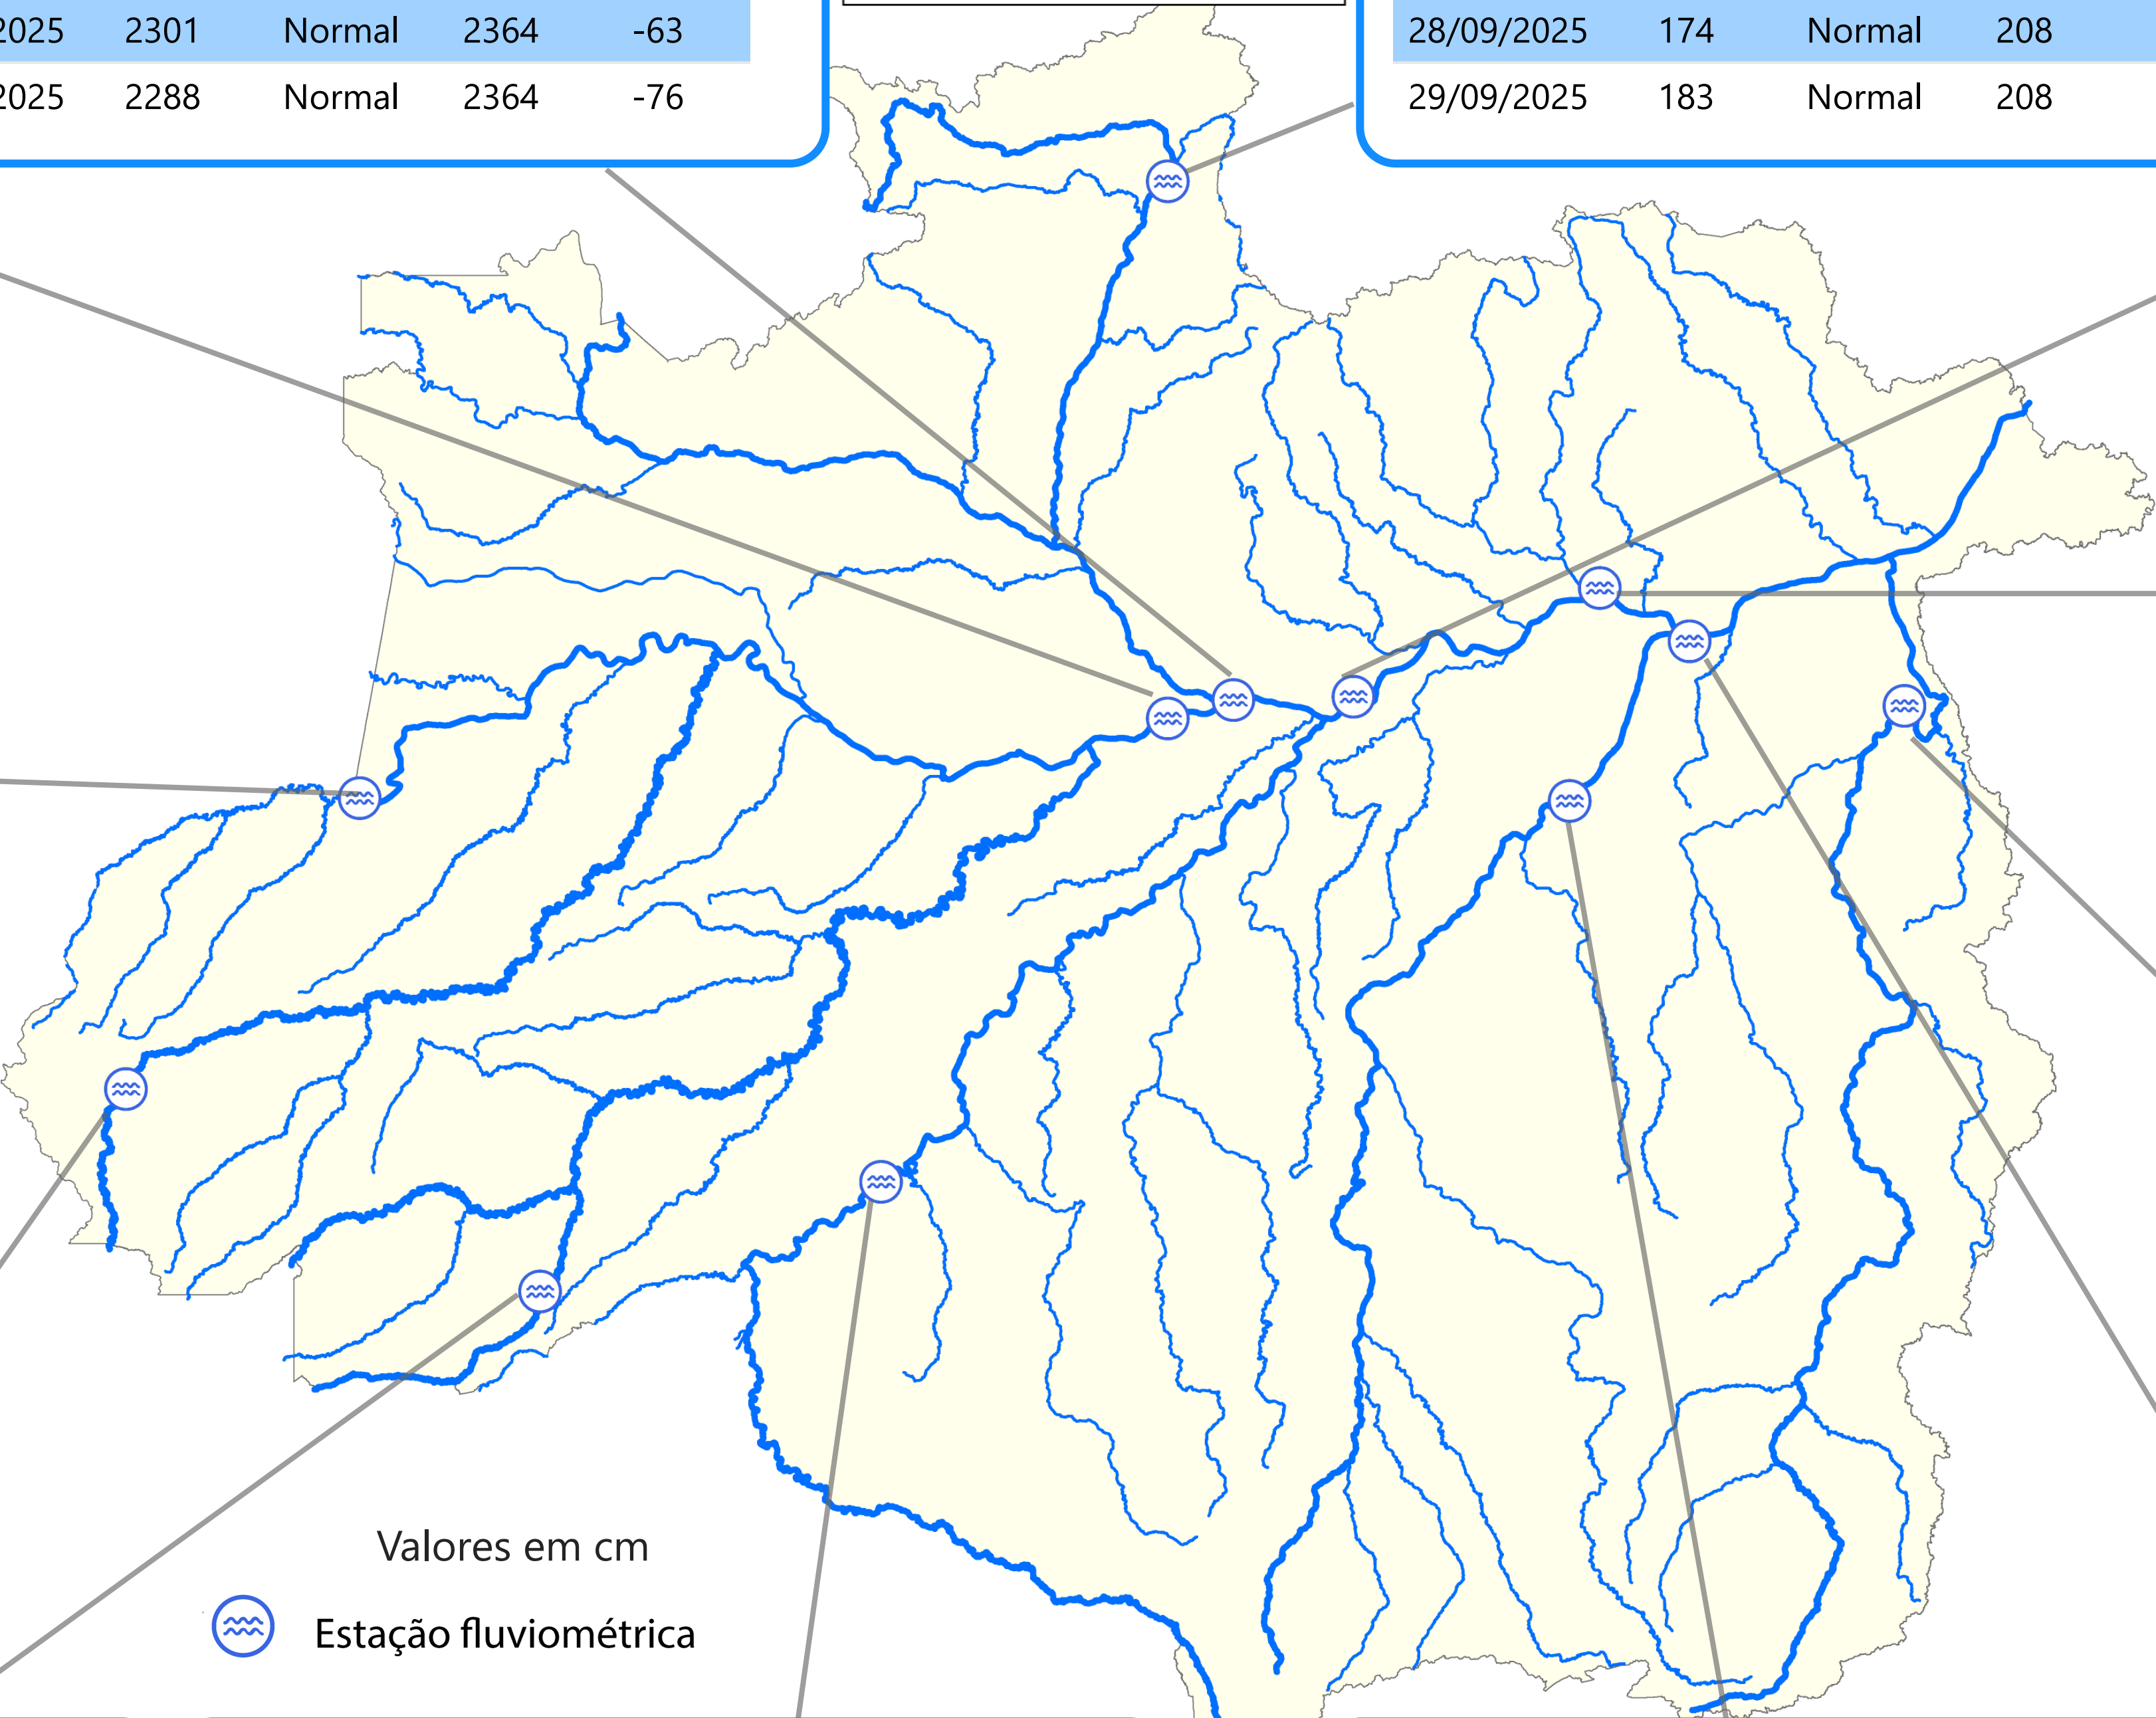 2025 2301 Normal 2364 -63
2025 2288 Normal 2364 -76
28/09/2025 174 Normal 208
29/09/2025 183 Normal 208
Valores em cm
Estação fluviométrica